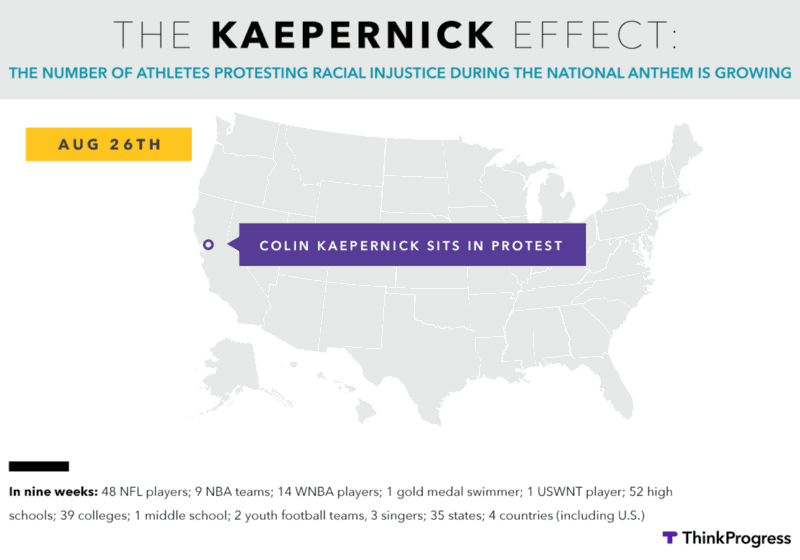 THE KAEPERNICK EFFECT:
THE NUMBER OF ATHLETES PROTESTING RACIAL INJUSTICE DURING THE NATIONAL ANTHEM IS GROWING
AUG 26TH
COLIN KAEPERNICK SITS IN PROTEST
In nine weeks: 48 NFL players; 9 NBA teams; 14 WNBA players; 1 gold medal swimmer; 1 USWNT player; 52 high
schools; 39 colleges; 1 middle school; 2 youth football teams, 3 singers; 35 states; 4 countries (including U.S.)
ThinkProgress